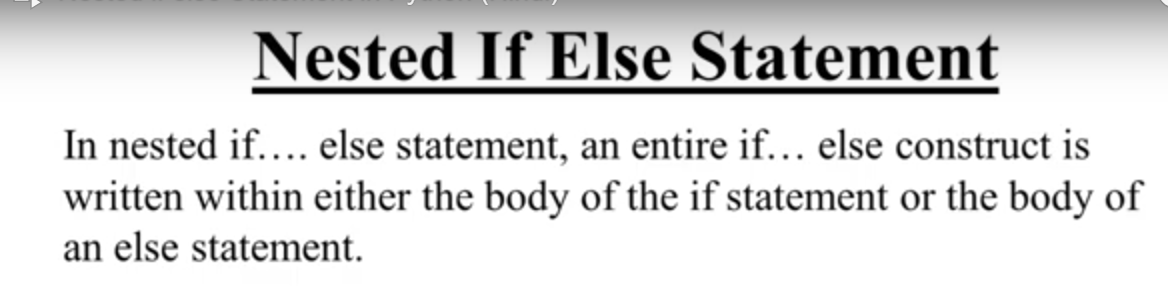 Nested If Else Statement
In nested if…. else statement, an entire if… else construct is
written within either the body of the if statement or the body of
an else statement.